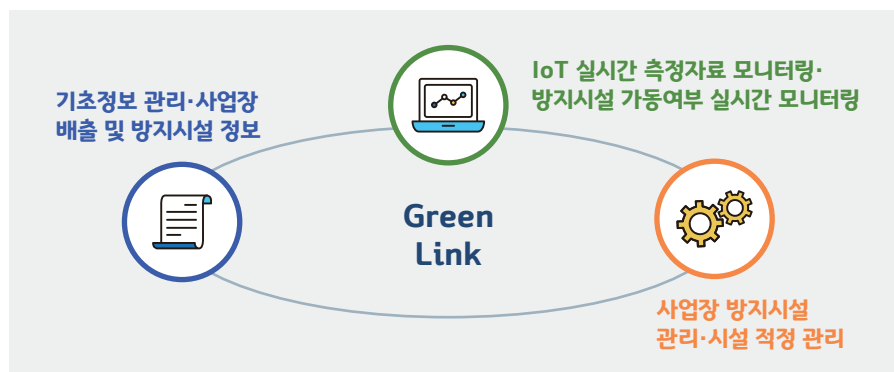 기초정보 관리·사업장
배출 및 방지시설 정보
IoT 실시간 측정자료 모니터링·
방지시설 가동여부 실시간 모니터링
Green
Link
사업장 방지시설
관리·시설 적정 관리